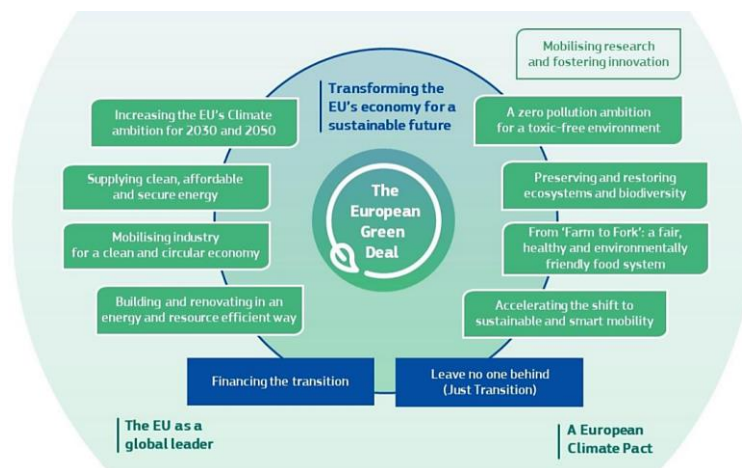 Mobilising research
and fostering innovation
Transforming the
EU's economy for a
sustainable future
Increasing the EU's Climate
ambition for 2030 and 2050
A zero pollution ambition
for a toxic-free environment
Supplying clean, affordable
and secure energy
Preserving and restoring
ecosystems and biodiversity
The
European
Green
Deal
Mobilising industry
for a clean and circular economy
From 'Farm to Fork': a fair,
healthy and environmentally
friendly food system
Building and renovating in an
energy and resource efficient way
Accelerating the shift to
sustainable and smart mobility
Financing the transition
Leave no one behind
(Just Transition)
The EU as a
global leader
A European
Climate Pact